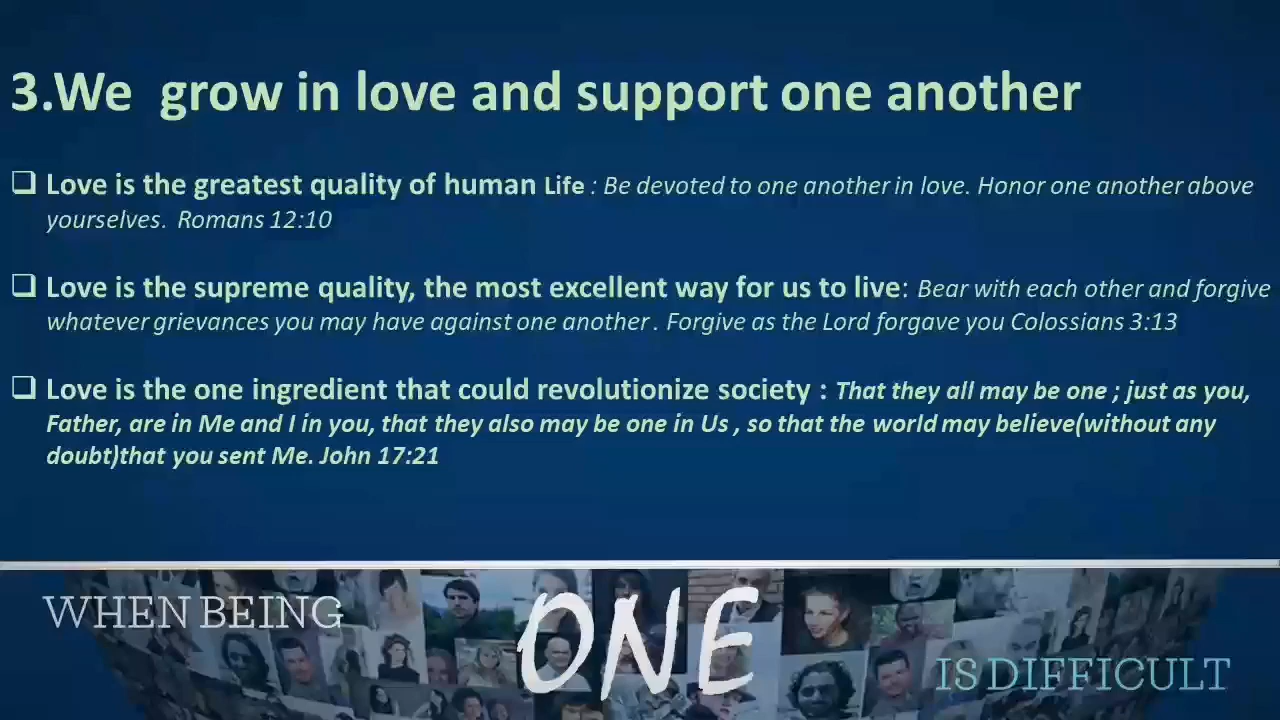 3.We grow in love and support one another
Love is the greatest quality of human Life : Be devoted to one another in love. Honor one another above
yourselves. Romans 12:10
Love is the supreme quality, the most excellent way for us to live: Bear with each other and forgive
whatever grievances you may have against one another . Forgive as the Lord forgave you Colossians 3:13
Love is the one ingredient that could revolutionize society : That they all may be one ; just as you,
Father, are in Me and I in you, that they also may be one in Us , so that the world may believe(without any
doubt)that you sent Me. John 17:21
WHEN BEING
ONE
IS DIFFICULT